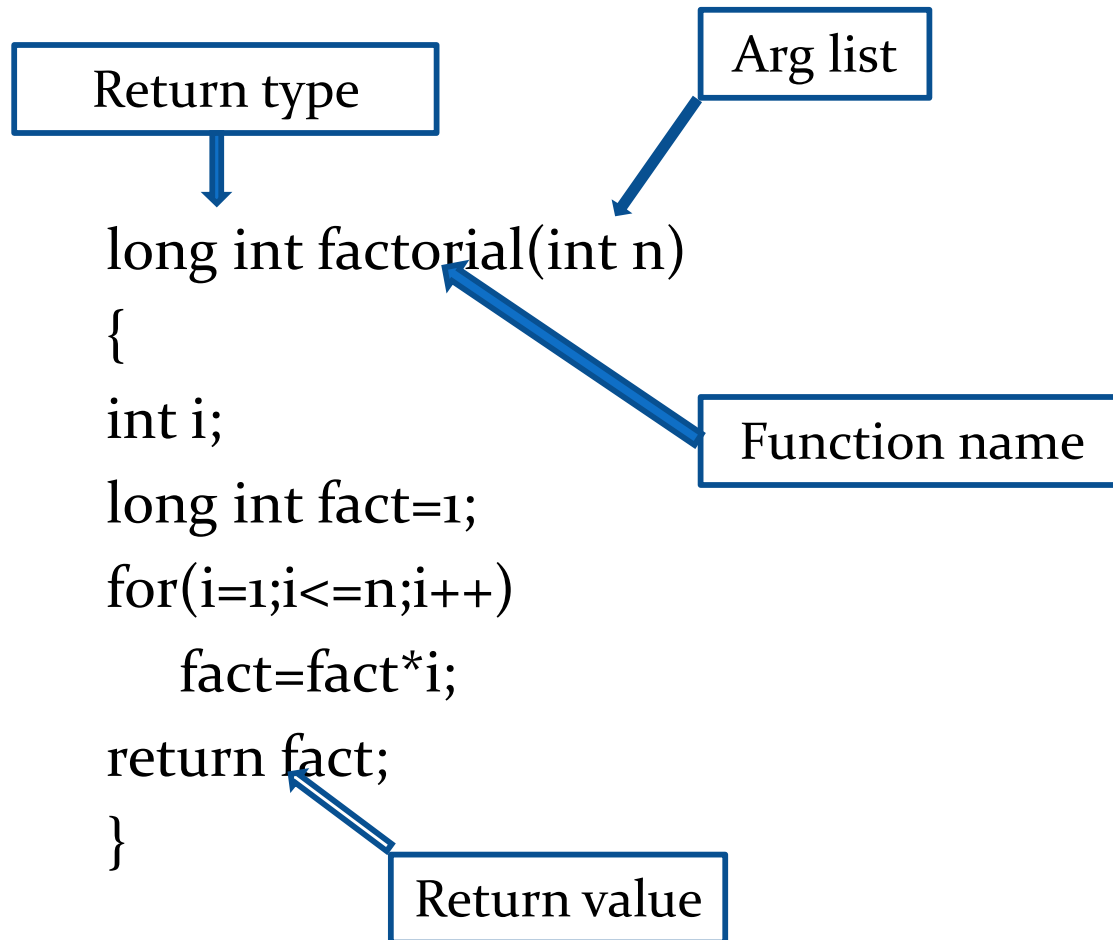 Arg list
Return type
long int factorial(int n)
{
int i;
Function name
long int fact=1;
for(i=1;i<=n;i++)
fact=fact*i;
return fact;
}
Return value